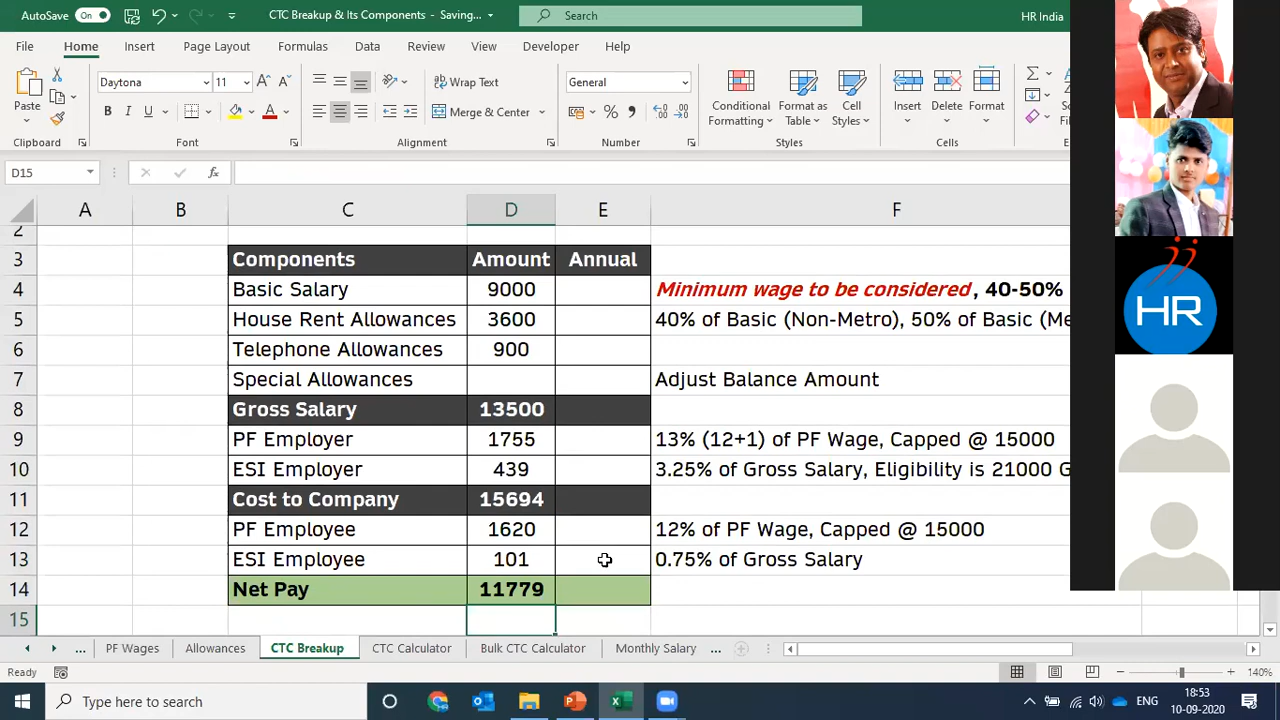 AutoSave On CTC Breakup & Its Components - Saving... Search HR India
File Home Insert Page Layout Formulas Data Review View Developer Help
Paste Daytona 11 Wrap Text General Conditional Formatting Format as Table Cell Styles Insert Delete Format
B I U Merge & Center % Fi
Clipboard Font Alignment Number Styles Cells
D15 fx
A B C D E F
2
3 Components Amount Annual
4 Basic Salary 9000 Minimum wage to be considered, 40-50%
5 House Rent Allowances 3600 40% of Basic (Non-Metro), 50% of Basic (Me
6 Telephone Allowances 900
7 Special Allowances Adjust Balance Amount
8 Gross Salary 13500
9 PF Employer 1755 13% (12+1) of PF Wage, Capped @ 15000
10 ESI Employer 439 3.25% of Gross Salary, Eligibility is 21000 G
11 Cost to Company 15694
12 PF Employee 1620 12% of PF Wage, Capped @ 15000
13 ESI Employee 101 0.75% of Gross Salary
14 Net Pay 11779
15
HR
... PF Wages Allowances CTC Breakup CTC Calculator Bulk CTC Calculator Monthly Salary ...
Ready 140%
Type here to search ENG 18:53
10-09-2020